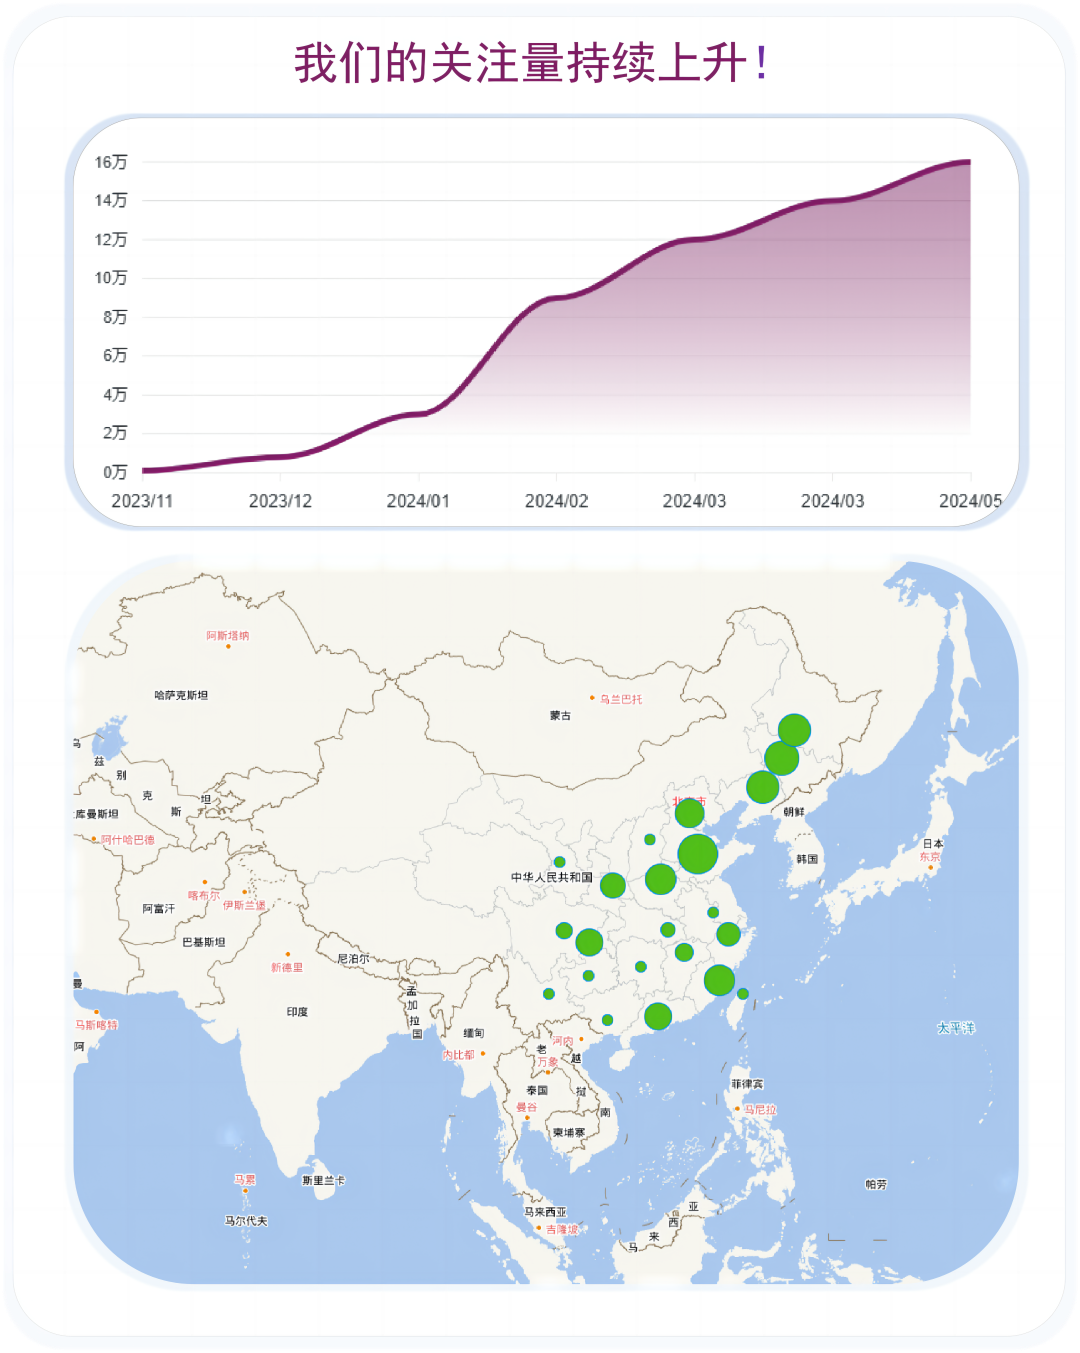 我们的关注量持续上升!
16万
14万
12万
10万
8万
6万
4万
2万
0万
2023/11
2023/12
2024/01
2024/02
2024/03
2024/03
2024/05
阿斯塔纳
哈萨克斯坦
乌兰巴托
蒙古
乌
兹
别
克
斯
坦
土库曼斯坦
阿什哈巴德
朝鲜
韩国
日本
东京
中华人民共和国
喀布尔
伊斯兰堡
阿富汗
巴基斯坦
新德里
尼泊尔
孟
加
拉
国
曼
马斯喀特
阿
印度
缅甸
内比都
河内
老
万象
越
泰国
挝
曼谷
南
柬埔寨
太平洋
菲律宾
马尼拉
马累
斯里兰卡
马尔代夫
帕劳
马来西亚
吉隆坡
马
来
西
亚